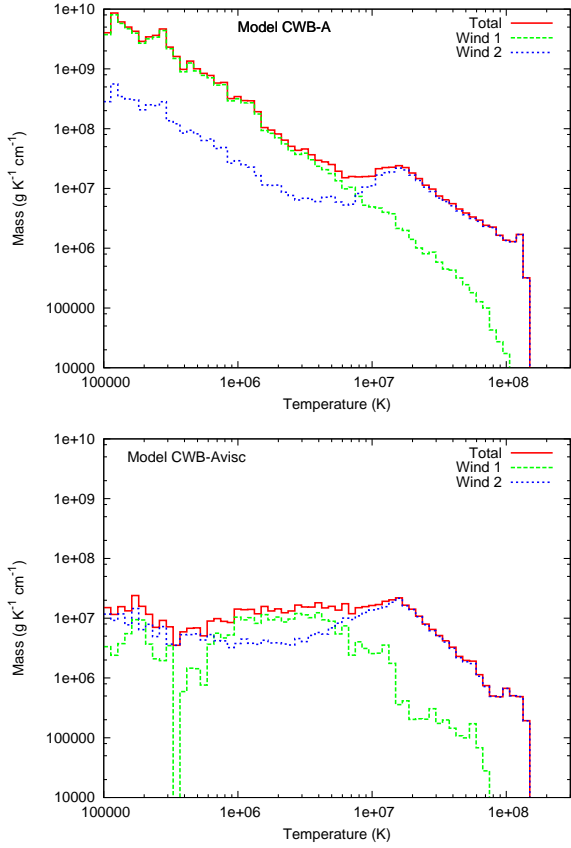 Model CWB-A
Total
Wind 1
Wind 2
1e+10
1e+09
1e+08
1e+07
1e+06
100000
10000
Mass (g K⁻¹ cm⁻¹)
100000 1e+06 1e+07 1e+08
Temperature (K)
Model CWB-Avisc
Total
Wind 1
Wind 2
1e+10
1e+09
1e+08
1e+07
1e+06
100000
10000
Mass (g K⁻¹ cm⁻¹)
100000 1e+06 1e+07 1e+08
Temperature (K)